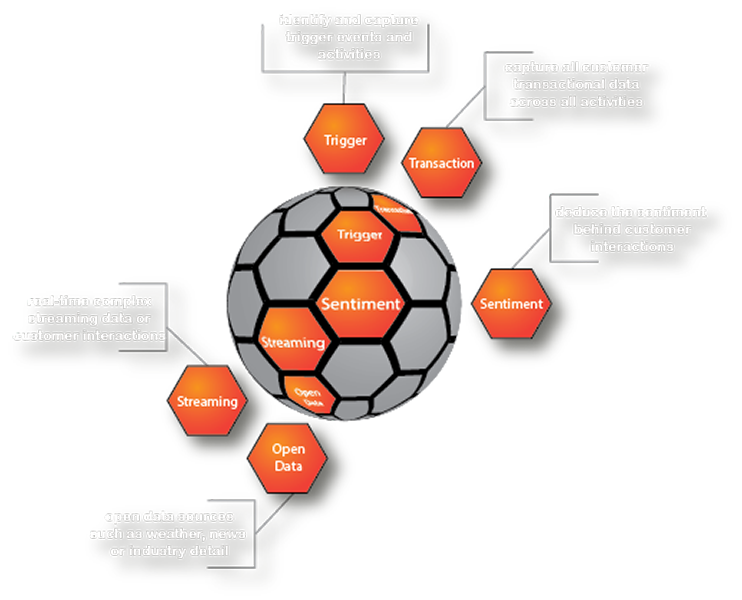 identify and capture
trigger events and
activities
capture all customer
transactional data
across all activities
Trigger
Transaction
Transaction
Trigger
deduce the sentiment
behind customer
interactions
Sentiment
Sentiment
real-time complex
streaming data or
customer interactions
Streaming
Streaming
Open
Data
Open
Data
open data sources
such as weather, news
or industry detail